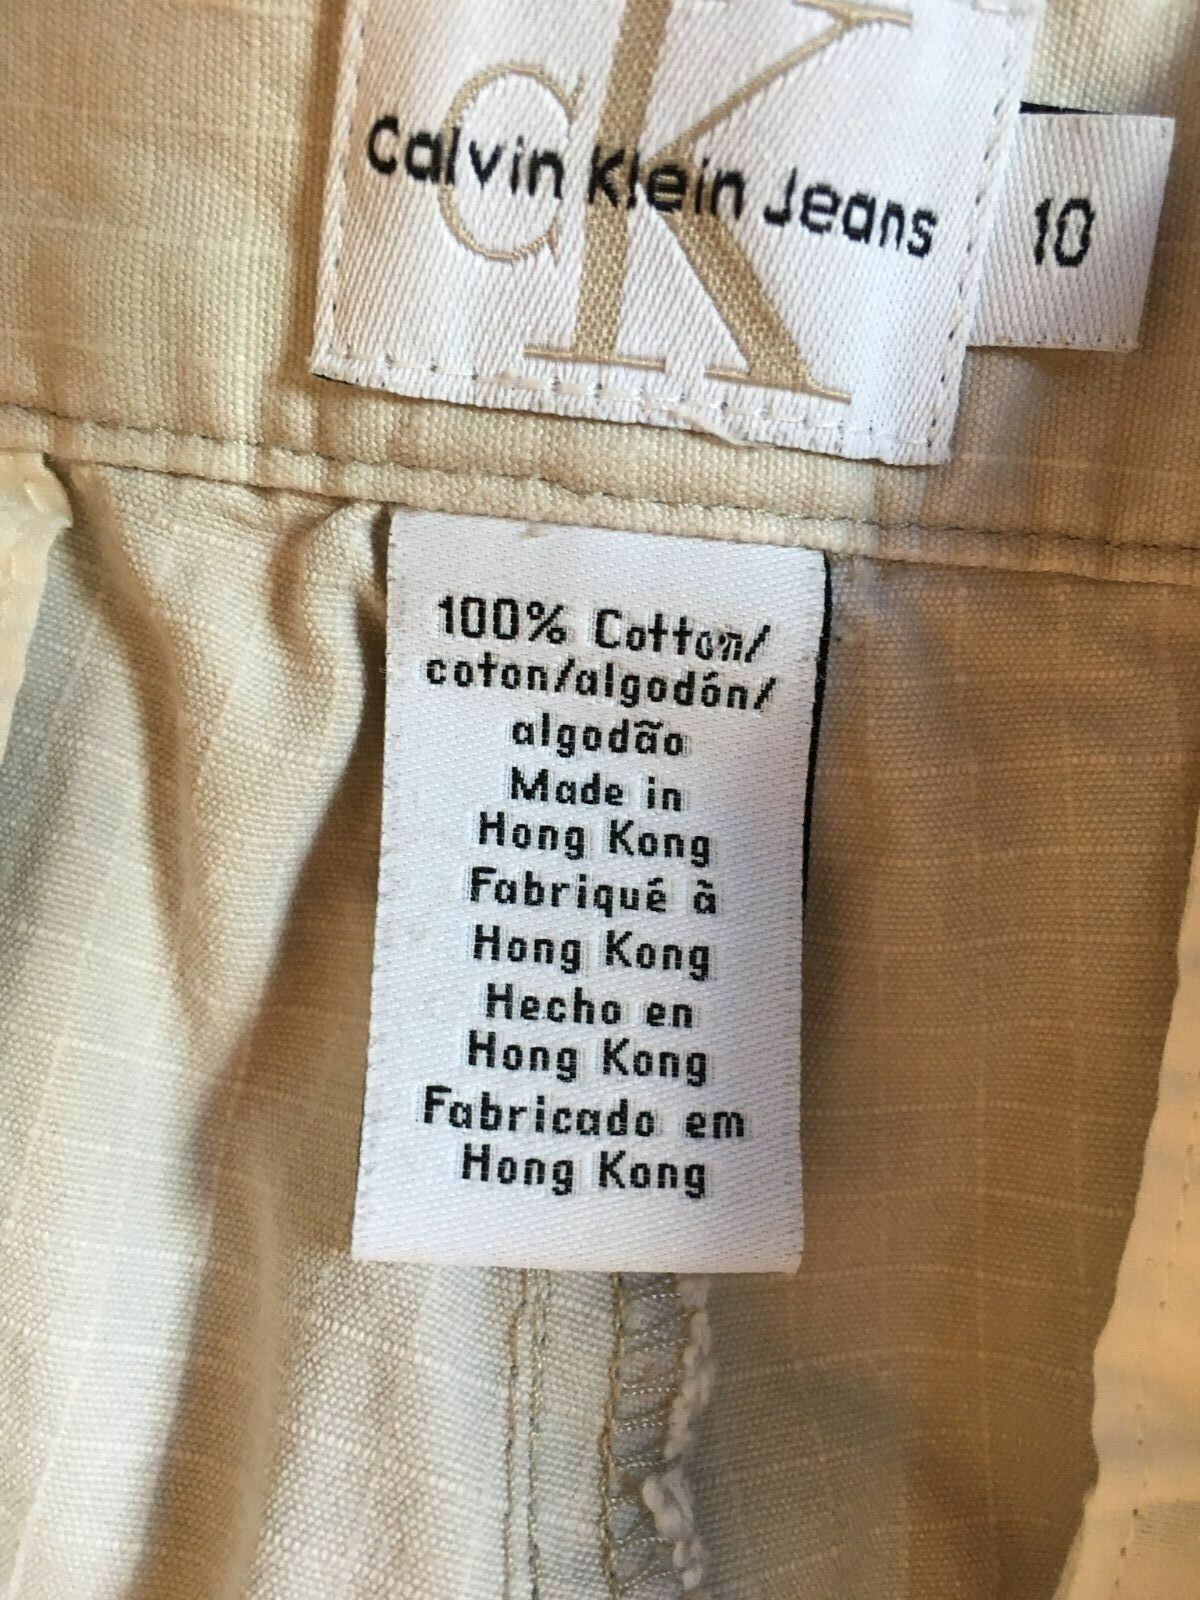 cK
Calvin Klein Jeans
10
100% Cotton/
coton/algodón/
algodão
Made in
Hong Kong
Fabriqué à
Hong Kong
Hecho en
Hong Kong
Fabricado em
Hong Kong